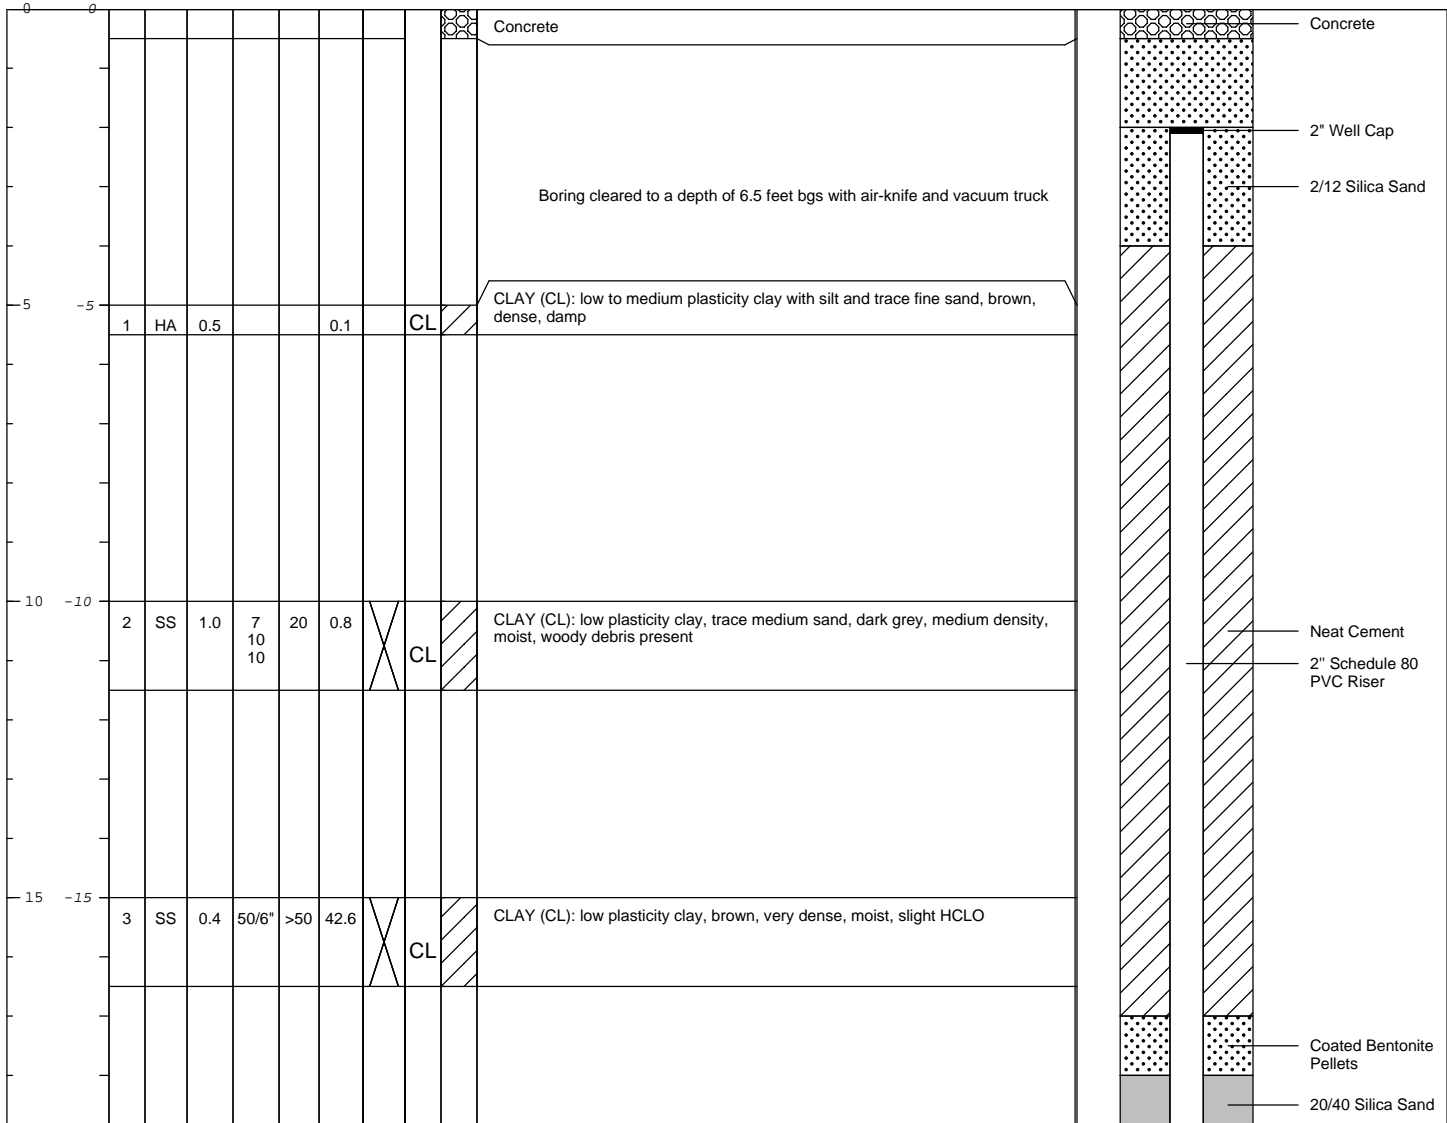 0 0
Concrete
Concrete
2" Well Cap
2/12 Silica Sand
Boring cleared to a depth of 6.5 feet bgs with air-knife and vacuum truck
5 -5
1 HA 0.5 0.1 CL
CLAY (CL): low to medium plasticity clay with silt and trace fine sand, brown,
dense, damp
10 -10
2 SS 1.0 7 20 0.8
10
10
CL
CLAY (CL): low plasticity clay, trace medium sand, dark grey, medium density,
moist, woody debris present
Neat Cement
2" Schedule 80
PVC Riser
15 -15
3 SS 0.4 50/6" >50 42.6
CL
CLAY (CL): low plasticity clay, brown, very dense, moist, slight HCLO
Coated Bentonite
Pellets
20/40 Silica Sand